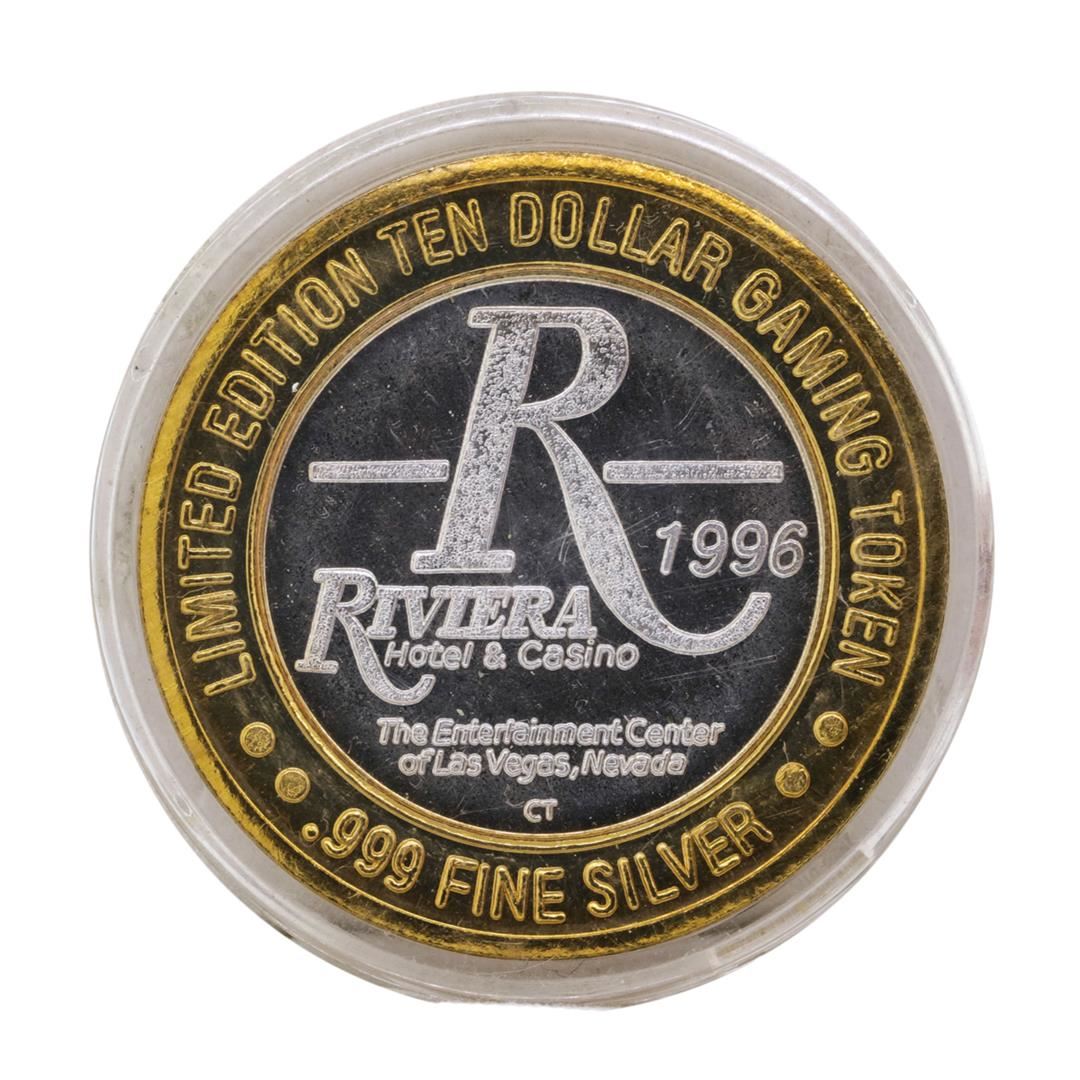 LIMITED EDITION TEN DOLLAR GAMING TOKEN
R
1996
RIVIERA
Hotel & Casino
The Entertainment Center
of Las Vegas, Nevada
CT
.999 FINE SILVER